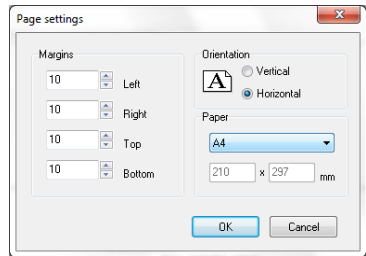 Page settings
Margins
10 Left
10 Right
10 Top
10 Bottom
Orientation
A
Vertical
Horizontal
Paper
A4
210 x 297 mm
OK Cancel